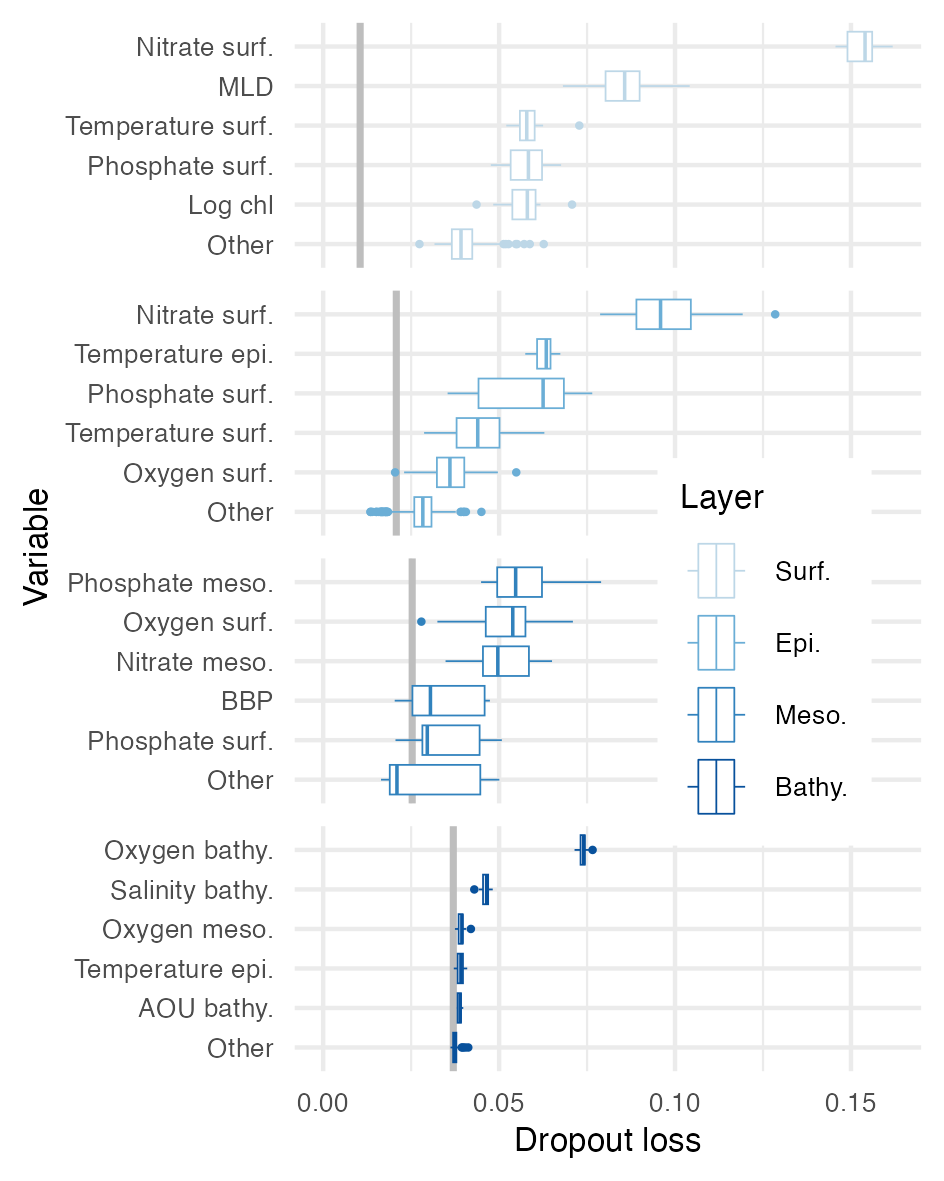 Nitrate surf.
MLD
Temperature surf.
Phosphate surf.
Log chl
Other
Nitrate surf.
Temperature epi.
Phosphate surf.
Temperature surf.
Oxygen surf.
Other
Phosphate meso.
Oxygen surf.
Nitrate meso.
BBP
Phosphate surf.
Other
Oxygen bathy.
Salinity bathy.
Oxygen meso.
Temperature epi.
AOU bathy.
Other
Variable
Layer
Surf.
Epi.
Meso.
Bathy.
0.00 0.05 0.10 0.15
Dropout loss